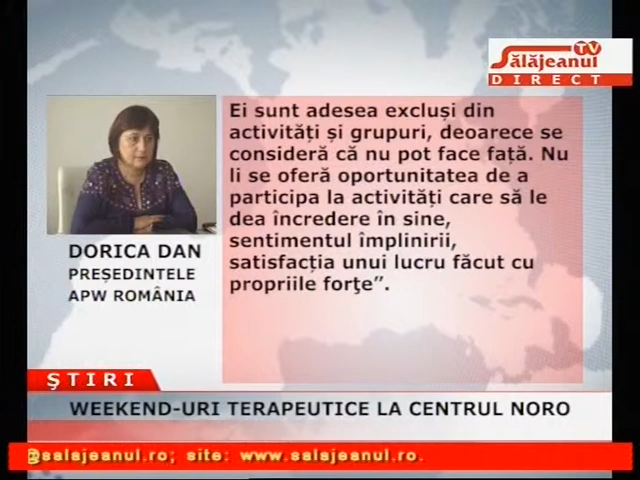 Sălăjeanul TV
DIRECT
Ei sunt adesea excluși din
activități și grupuri, deoarece se
consideră că nu pot face față. Nu
li se oferă oportunitatea de a
participa la activități care să le
dea încredere în sine,
sentimentul împlinirii,
satisfacția unui lucru făcut cu
propriile forţe”.
DORICA DAN
PREȘEDINTELE
APW ROMÂNIA
ŞTIRI
WEEKEND-URI TERAPEUTICE LA CENTRUL NORO
@salajeanul.ro; site: www.salajeanul.ro.